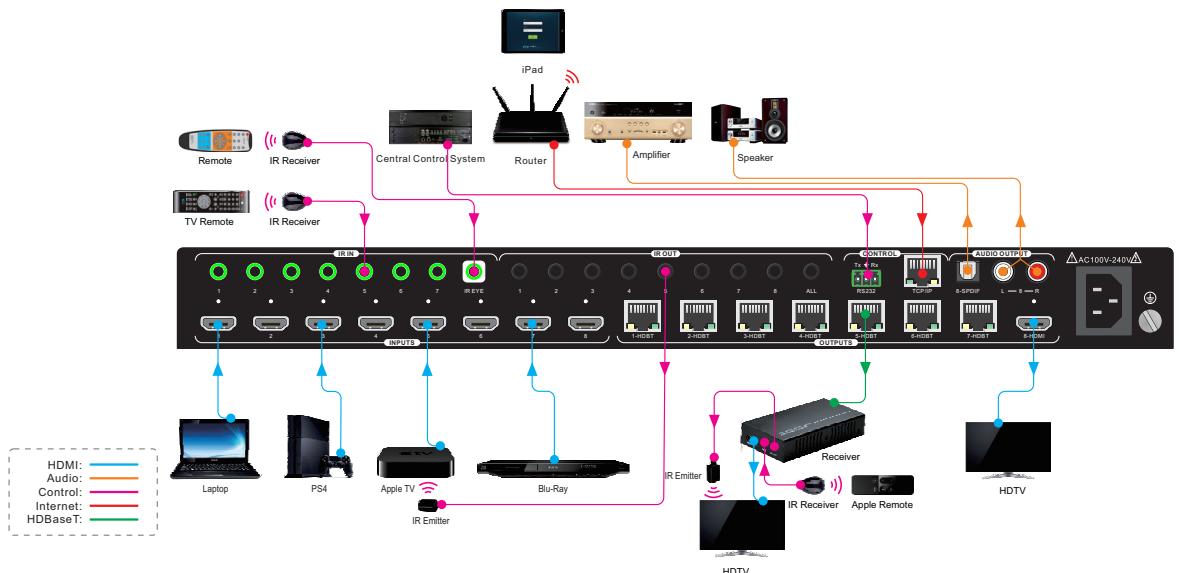 iPad
Remote
IR Receiver
Central Control System
Router
Amplifier
Speaker
TV Remote
IR Receiver
IR IN
IR OUT
CONTROL
AUDIO OUTPUT
AC100V-240V
Tx Rx
1 2 3 4 5 6 7 IR EYE 1 2 3 4 5 6 7 8 ALL RS232 TCP/IP 8-SPDIF L — 8 — R
1 2 3 4 5 6 7 8 1-HDBT 2-HDBT 3-HDBT 4-HDBT 5-HDBT 6-HDBT 7-HDBT 8-HDMI
INPUTS
OUTPUTS
HDMI:
Audio:
Control:
Internet:
HDBaseT:
Laptop
PS4
tv
Apple TV
Blu-Ray
IR Emitter
IR Emitter
Receiver
IR Receiver
Apple Remote
HDTV
HDTV